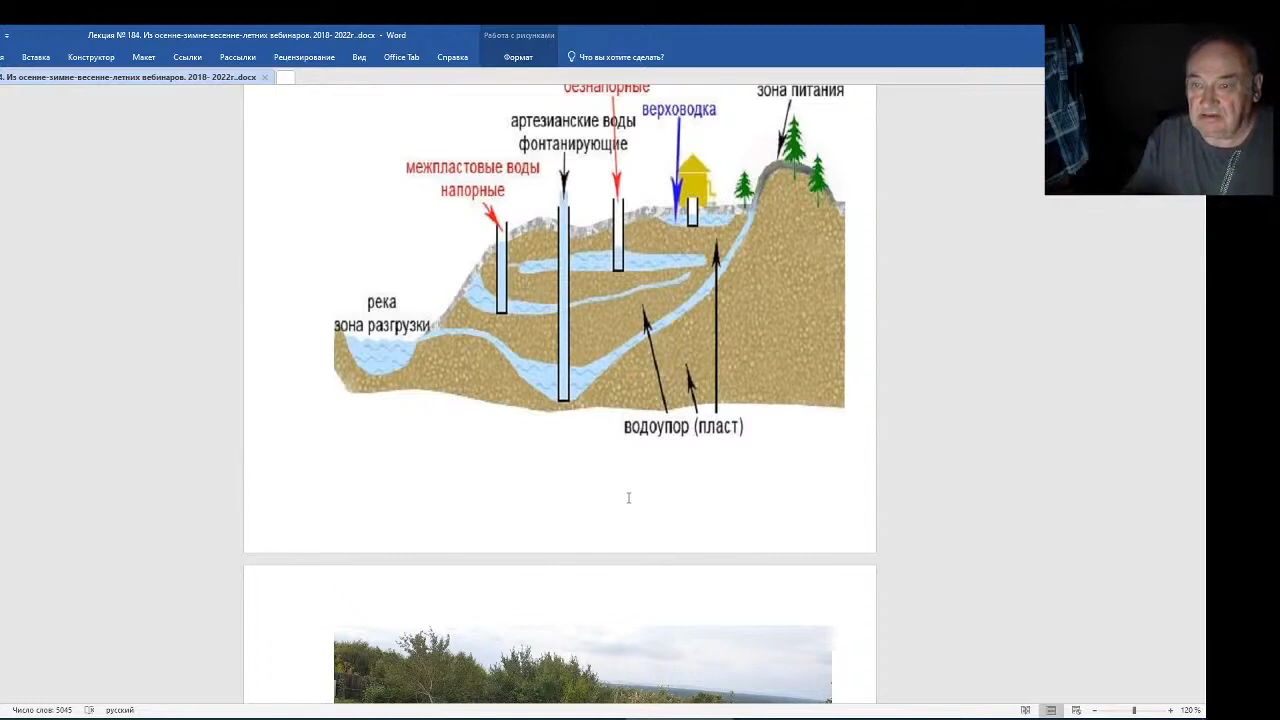 Лекция № 184. Из осенне-зимне-весенне-летних вебинаров. 2018- 2022г..docx - Word
Работа с рисунками
Вставка Конструктор Макет Ссылки Рассылки Рецензирование Вид Office Tab Справка Формат Что вы хотите сделать?
4. Из осенне-зимне-весенне-летних вебинаров. 2018- 2022г..docx
безнапорные
зона питания
верховодка
артезианские воды
фонтанирующие
межпластовые воды
напорные
река
зона разгрузки
водоупор (пласт)
Число слов: 5045 русский 120 %